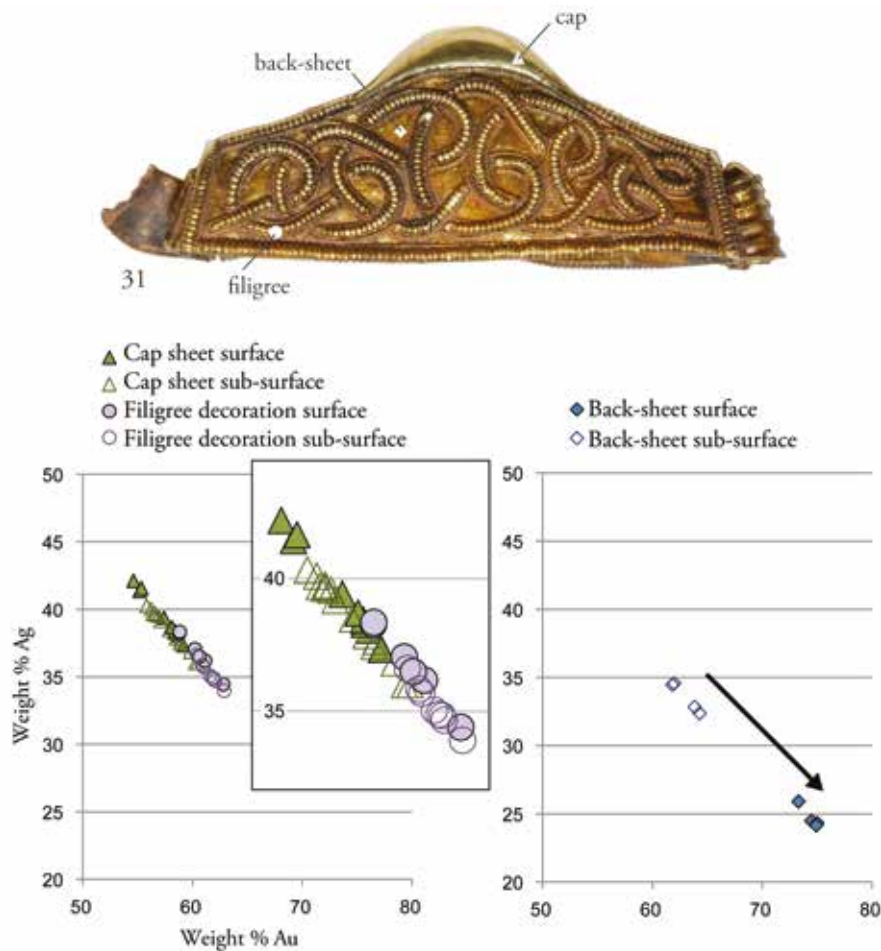 cap
back-sheet
31
filigree
Cap sheet surface
Cap sheet sub-surface
Filigree decoration surface
Filigree decoration sub-surface
Back-sheet surface
Back-sheet sub-surface
50
45
40
35
30
25
20
50
60
70
80
40
35
50
45
40
35
30
25
20
50
60
70
80
Weight % Ag
Weight % Au